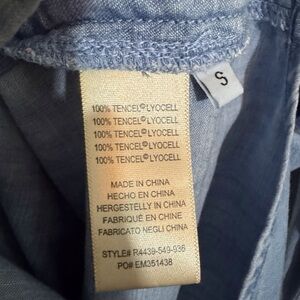 S
100% TENCEL®LYOCELL
100% TENCEL®LYOCELL
100% TENCEL®LYOCELL
100% TENCEL®LYOCELL
100% TENCEL®LYOCELL
MADE IN CHINA
HECHO EN CHINA
HERGESTELLY IN CHINA
FABRIQUÉ EN CHINE
FABRICATO NEGLI CHINA
STYLE# R4439-549-936
PO# EM351438